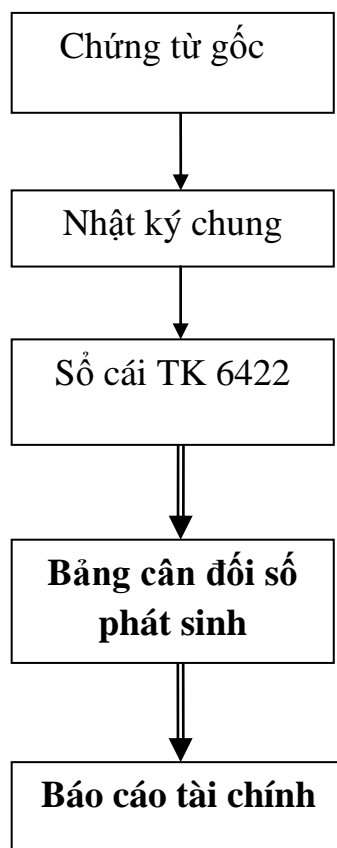 Chứng từ gốc
Nhật ký chung
Sổ cái TK 6422
Bảng cân đối số
phát sinh
Báo cáo tài chính